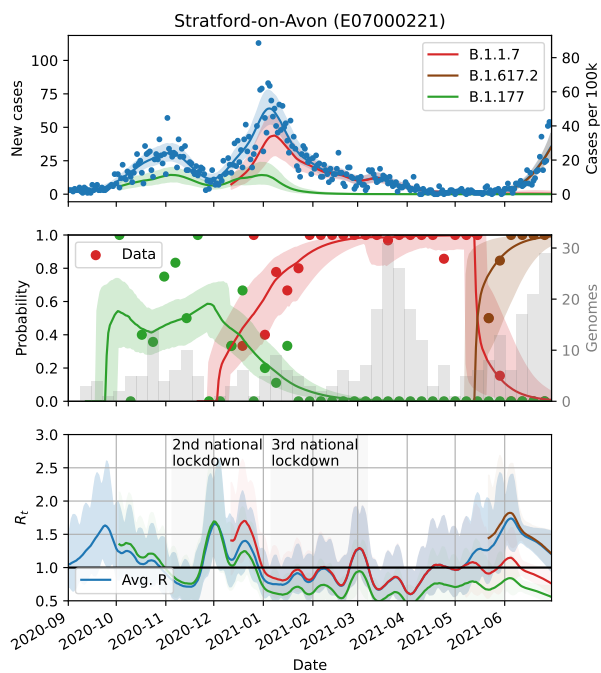 Stratford-on-Avon (E07000221)
New cases
100
75
50
25
0
80
60
40
20
0
Cases per 100k
B.1.1.7
B.1.617.2
B.1.177
Probability
1.0
0.8
0.6
0.4
0.2
0.0
Data
30
20
10
0
Genomes
R_t
3.0
2.5
2.0
1.5
1.0
0.5
2nd national
lockdown
3rd national
lockdown
Avg. R
2020-09
2020-10
2020-11
2020-12
2021-01
2021-02
2021-03
2021-04
2021-05
2021-06
Date